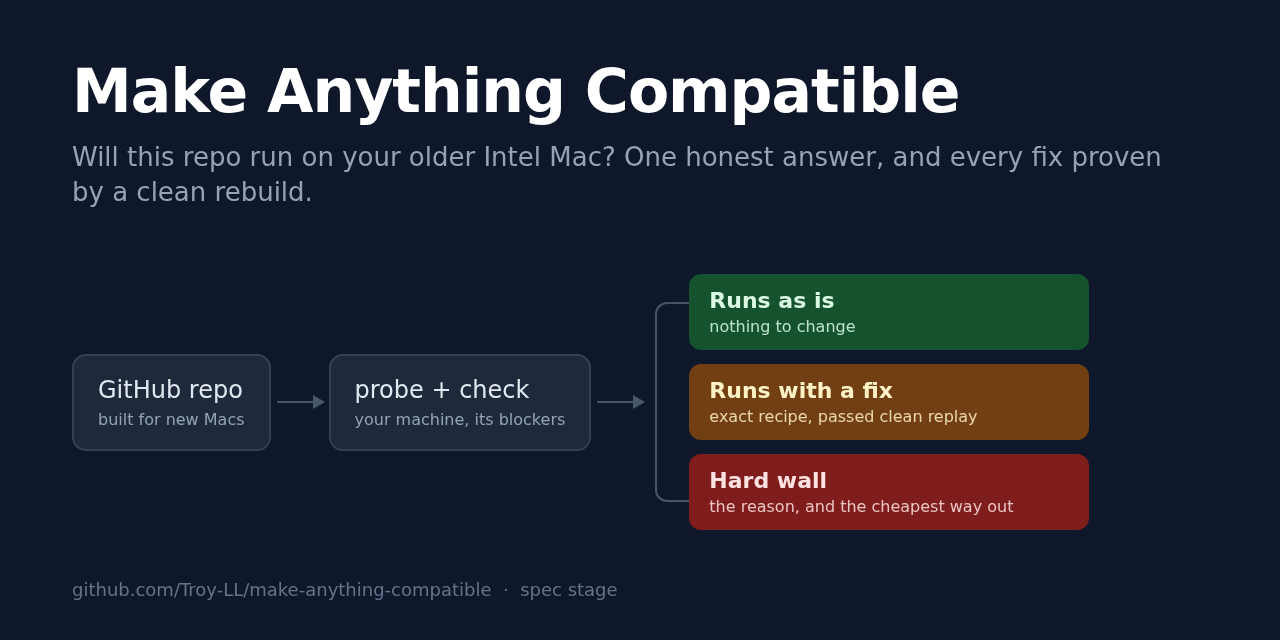 Make Anything Compatible
Will this repo run on your older Intel Mac? One honest answer, and every fix proven
by a clean rebuild.
GitHub repo
built for new Macs
probe + check
your machine, its blockers
Runs as is
nothing to change
Runs with a fix
exact recipe, passed clean replay
Hard wall
the reason, and the cheapest way out
github.com/Troy-LL/make-anything-compatible · spec stage